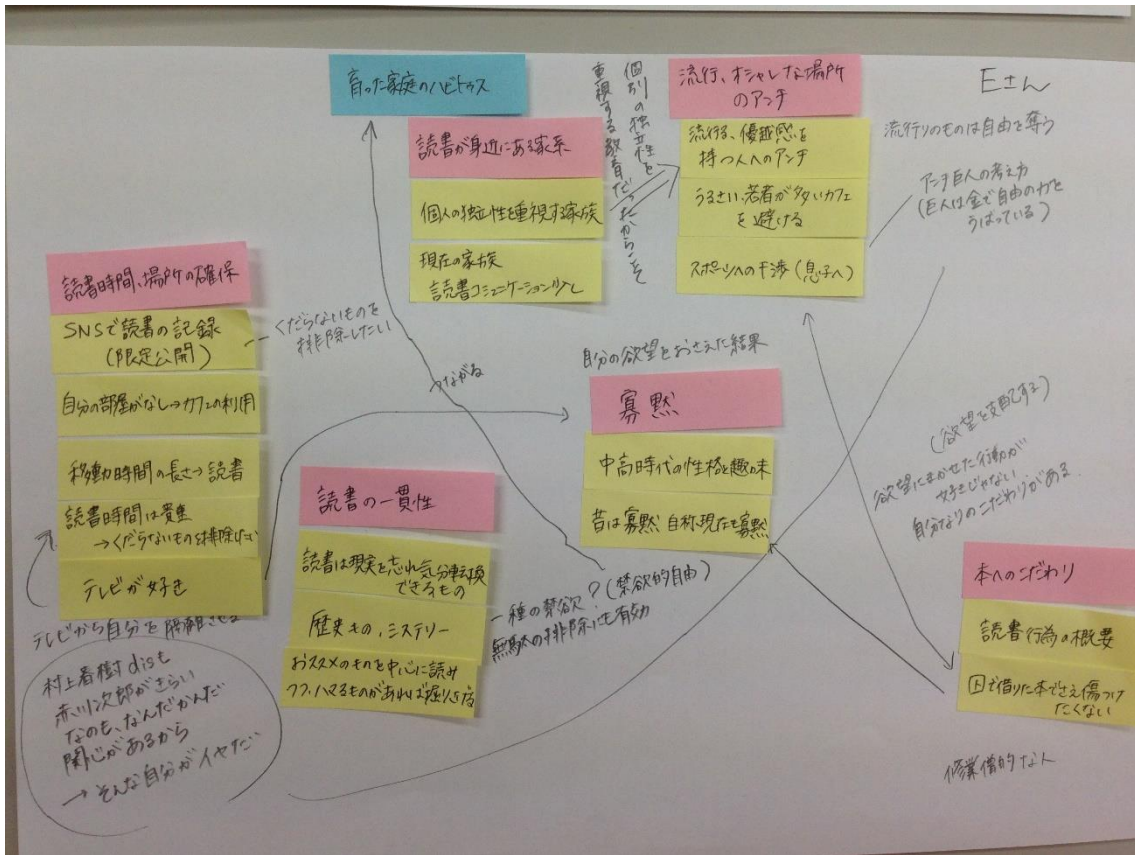 育った家庭のハビトゥス
読書が身近にある家系
個人の独立性を重視する家族
現在の家族
読書コミュニケーション少し
個別の独立性を
重視する教育だったからこそ
流行、オシャレな場所
のアンチ
流行る、優越感を
持つ人へのアンチ
うるさい、若者が多いカフェ
を避ける
スポーツへの干渉(息子へ)
Eさん
流行りのものは自由を奪う
アンチ巨人の考え方
(巨人は金で自由の力を
うばっている)
読書時間、場所の確保
SNSで読書の記録
(限定公開)
自分の部屋がなし→カフェの利用
移動時間の長さ→読書
読書時間は貴重
→くだらないものを排除したい
テレビが好き
くだらないものを
排除したい
テレビから自分を隔離させる
村上春樹disも
赤川次郎がきらい
なのも、なんだかんだ
関心があるから
→そんな自分がイヤだ
つながる
読書の一貫性
読書は現実を忘れ気分転換
できるもの
歴史もの、ミステリー
おススメのものを中心に読み
つつ、ハマるものがあれば掘り下げる
一種の禁欲?(禁欲的自由)
無駄の排除にも有効
自分の欲望をおさえた結果
寡黙
中高時代の性格と趣味
昔は寡黙 自称現在も寡黙
(欲望を支配する)
欲望にまかせた行動が
好きじゃない
自分なりのこだわりがある
本へのこだわり
読書行為の概要
で借りた本でさえ傷つけ
たくない
修業僧的な人